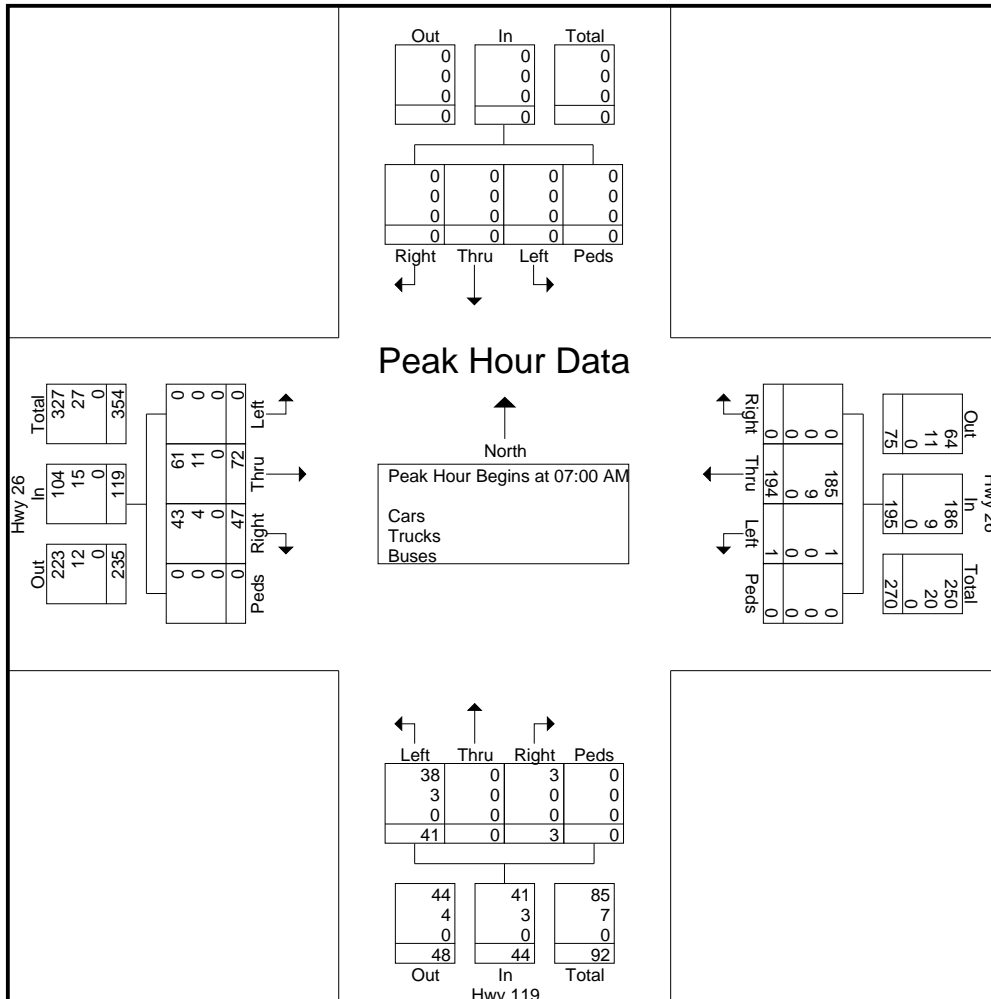 Out In Total
0 0 0
0 0 0
0 0 0
0 0 0
0 0 0 0
0 0 0 0
0 0 0 0
0 0 0 0
Right Thru Left Peds
Peak Hour Data
North
Peak Hour Begins at 07:00 AM
Cars
Trucks
Buses
Hwy 26
Out In Total
223 104 327
12 15 27
0 0 0
235 119 354
0 43 61 0
0 4 11 0
0 0 0 0
0 47 72 0
Peds Right Thru Left
Out In Total
64 186 250
11 9 20
0 0 0
75 195 270
0 185 1 0
0 9 0 0
0 0 0 0
0 194 1 0
Right Thru Left Peds
Left Thru Right Peds
38 0 3 0
3 0 0 0
0 0 0 0
41 0 3 0
44 41 85
4 3 7
0 0 0
48 44 92
Out In Total
Hwy 119